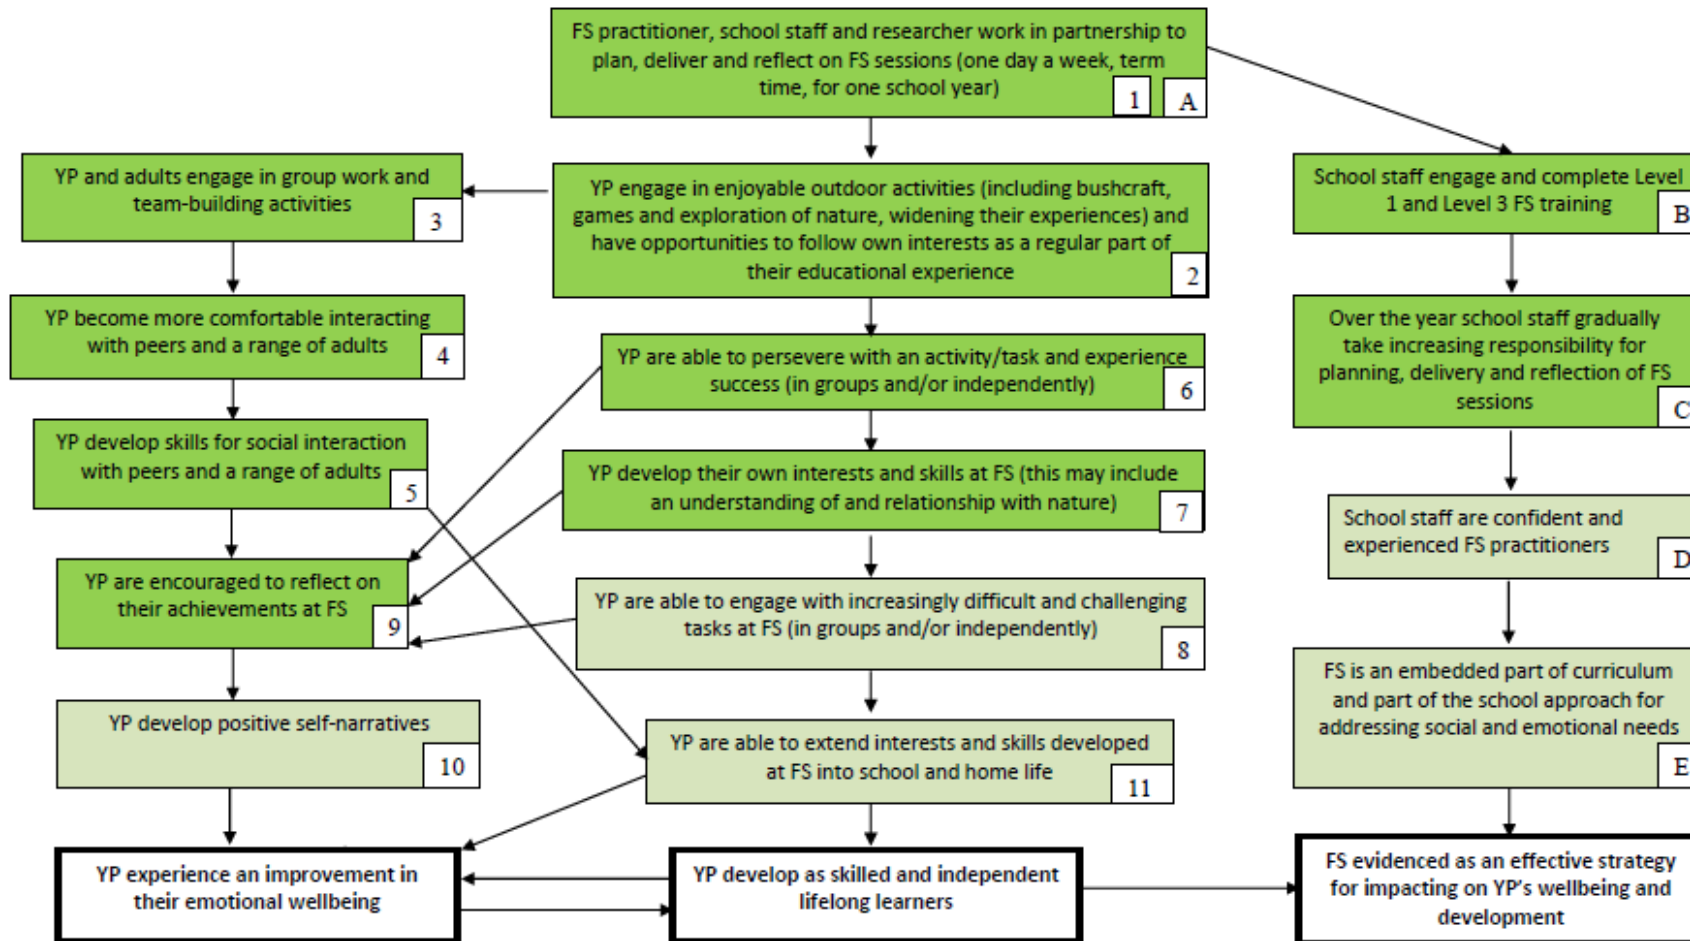 FS practitioner, school staff and researcher work in partnership to
plan, deliver and reflect on FS sessions (one day a week, term
time, for one school year)
1
A
YP and adults engage in group work and
team-building activities
3
YP engage in enjoyable outdoor activities (including bushcraft,
games and exploration of nature, widening their experiences) and
have opportunities to follow own interests as a regular part of
their educational experience
2
School staff engage and complete Level
1 and Level 3 FS training
B
YP become more comfortable interacting
with peers and a range of adults
4
YP are able to persevere with an activity/task and experience
success (in groups and/or independently)
6
Over the year school staff gradually
take increasing responsibility for
planning, delivery and reflection of FS
sessions
C
YP develop skills for social interaction
with peers and a range of adults
5
YP develop their own interests and skills at FS (this may include
an understanding of and relationship with nature)
7
School staff are confident and
experienced FS practitioners
D
YP are encouraged to reflect on
their achievements at FS
9
YP are able to engage with increasingly difficult and challenging
tasks at FS (in groups and/or independently)
8
FS is an embedded part of curriculum
and part of the school approach for
addressing social and emotional needs
E
YP develop positive self-narratives
10
YP are able to extend interests and skills developed
at FS into school and home life
11
YP experience an improvement in
their emotional wellbeing
YP develop as skilled and independent
lifelong learners
FS evidenced as an effective strategy
for impacting on YP's wellbeing and
development